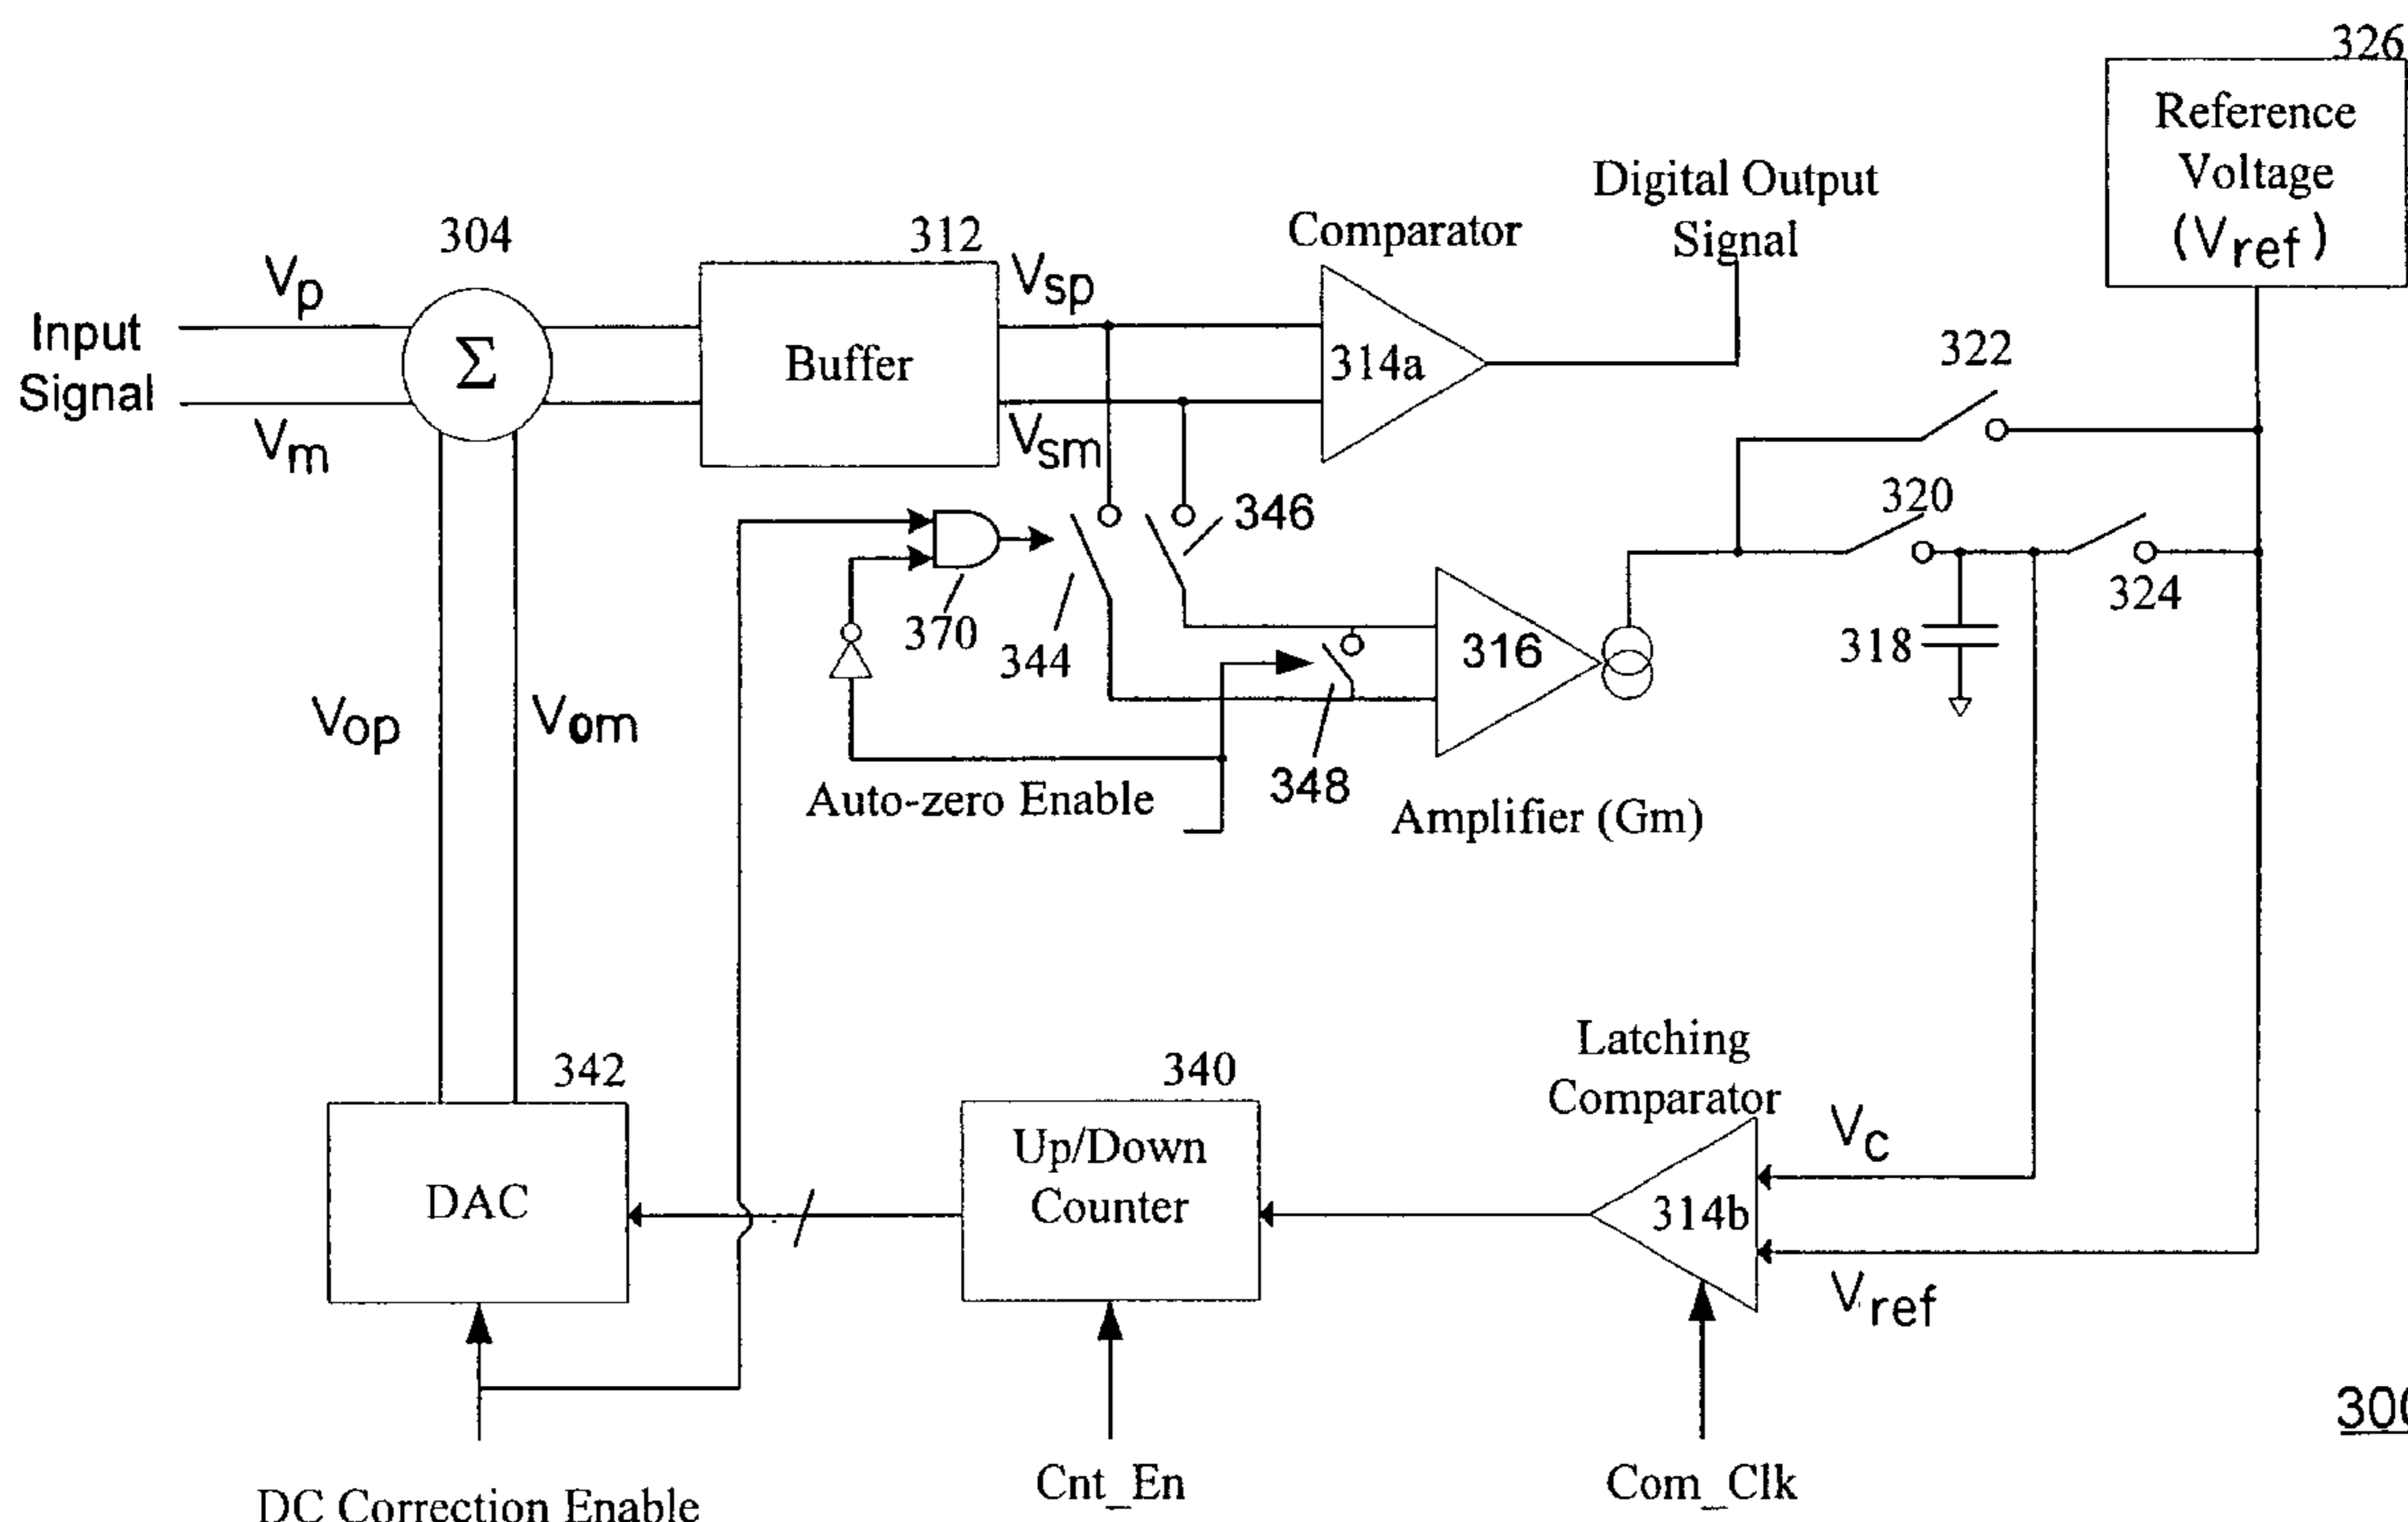 326
Reference
Voltage
(Vref)
Digital Output
Signal
Comparator
304
312
Vp
Vsp
Input
Signal
Σ
Buffer
314a
322
Vm
Vsm
320
346
370
344
316
318
324
Vop
Vom
348
Auto-zero Enable
Amplifier (Gm)
Latching
Comparator
342
340
Up/Down
Counter
Vc
DAC
314b
Vref
Cnt_En
Com_Clk
DC Correction Enable